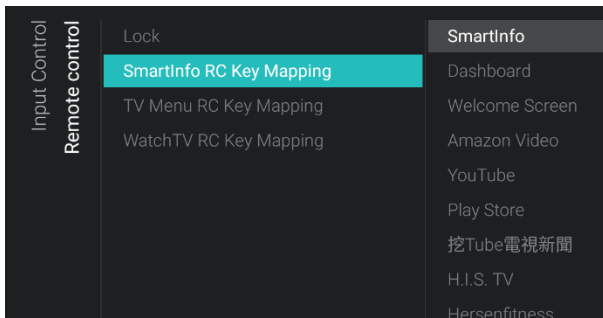 Input Control
Remote control
Lock
SmartInfo RC Key Mapping
TV Menu RC Key Mapping
WatchTV RC Key Mapping
SmartInfo
Dashboard
Welcome Screen
Amazon Video
YouTube
Play Store
挖Tube電視新聞
H.I.S. TV
Hersenfitness